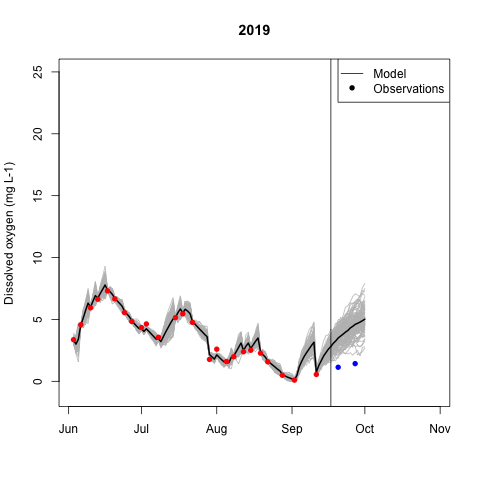 2019
Model
Observations
Dissolved oxygen (mg L-1)
25
20
15
10
5
0
Jun Jul Aug Sep Oct Nov